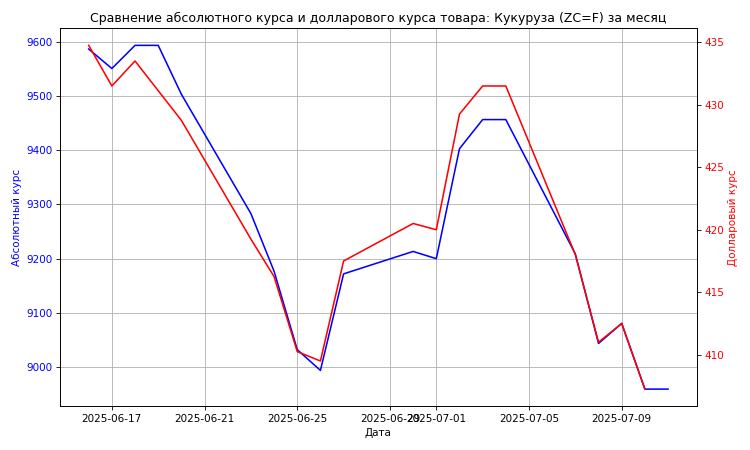 Сравнение абсолютного курса и долларового курса товара: Кукуруза (ZC=F) за месяц
Абсолютный курс
9600
9500
9400
9300
9200
9100
9000
435
430
425
420
415
410
Долларовый курс
2025-06-17 2025-06-21 2025-06-25 2025-06-29 2025-07-01 2025-07-05 2025-07-09
Дата